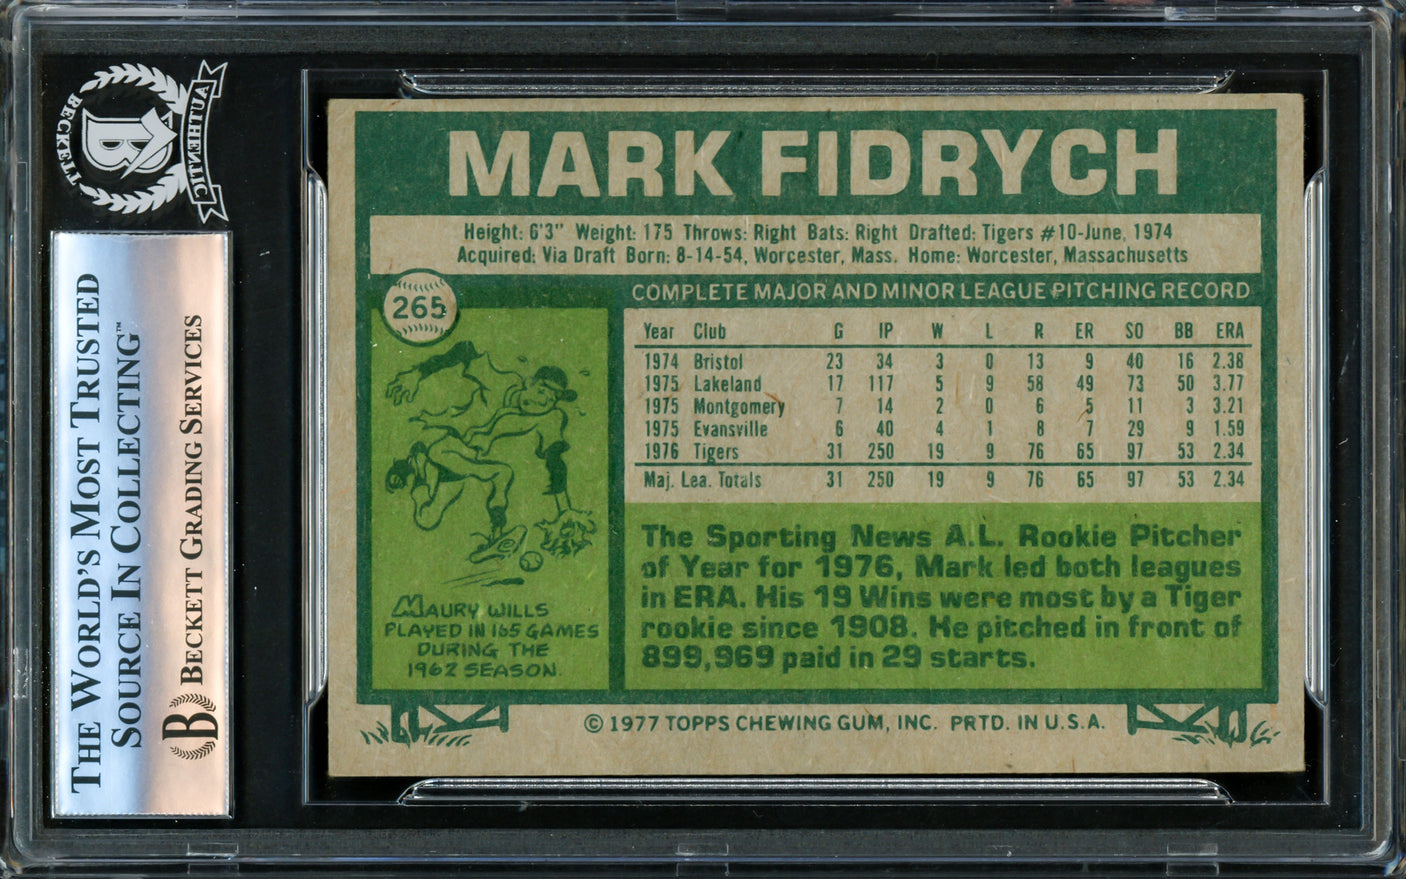 BECKETT
AUTHENTIC
B
THE WORLD'S MOST TRUSTED
SOURCE IN COLLECTING™
B BECKETT GRADING SERVICES
MARK FIDRYCH
Height: 6'3" Weight: 175 Throws: Right Bats: Right Drafted: Tigers #10-June, 1974
Acquired: Via Draft Born: 8-14-54, Worcester, Mass. Home: Worcester, Massachusetts
265
MAURY WILLS
PLAYED IN 165 GAMES
DURING THE
1962 SEASON.
COMPLETE MAJOR AND MINOR LEAGUE PITCHING RECORD
Year Club G IP W L R ER SO BB ERA
1974 Bristol 23 34 3 0 13 9 40 16 2.38
1975 Lakeland 17 117 5 9 58 49 73 50 3.77
1975 Montgomery 7 14 2 0 6 5 11 3 3.21
1975 Evansville 6 40 4 1 8 7 29 9 1.59
1976 Tigers 31 250 19 9 76 65 97 53 2.34
Maj. Lea. Totals 31 250 19 9 76 65 97 53 2.34
The Sporting News A.L. Rookie Pitcher
of Year for 1976, Mark led both leagues
in ERA. His 19 Wins were most by a Tiger
rookie since 1908. He pitched in front of
899,969 paid in 29 starts.
© 1977 TOPPS CHEWING GUM, INC. PRTD. IN U.S.A.